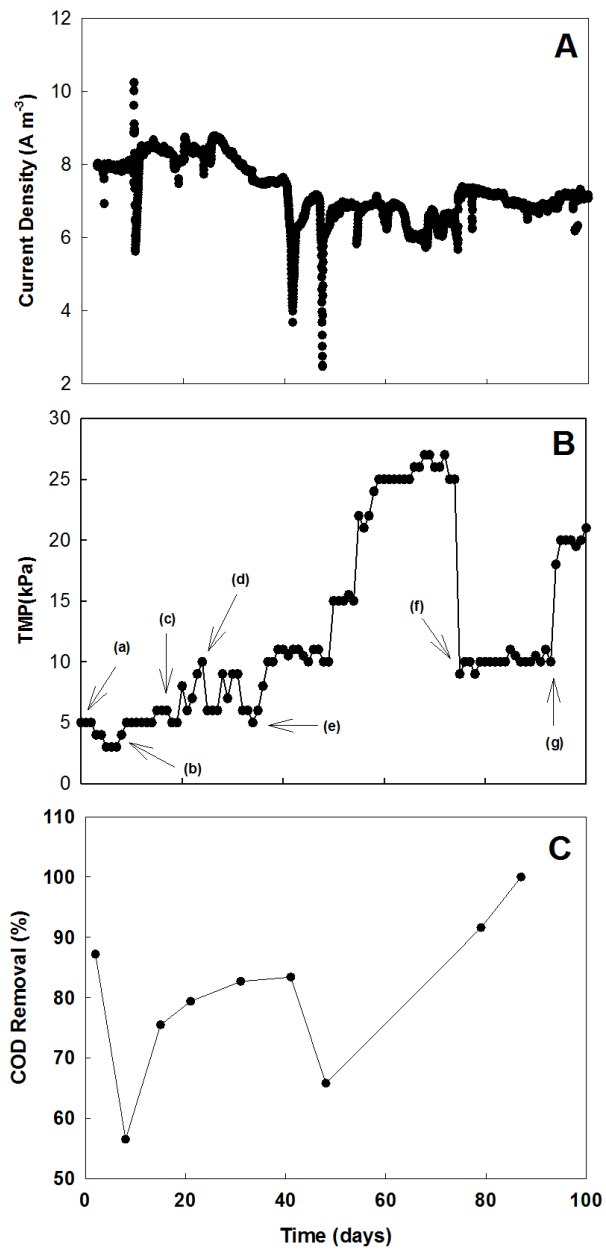 A
12
10
8
6
4
2
Current Density (A m-3)
B
30
25
20
15
10
5
0
TMP(kPa)
(a)
(b)
(c)
(d)
(e)
(f)
(g)
C
110
100
90
80
70
60
50
COD Removal (%)
0 20 40 60 80 100
Time (days)